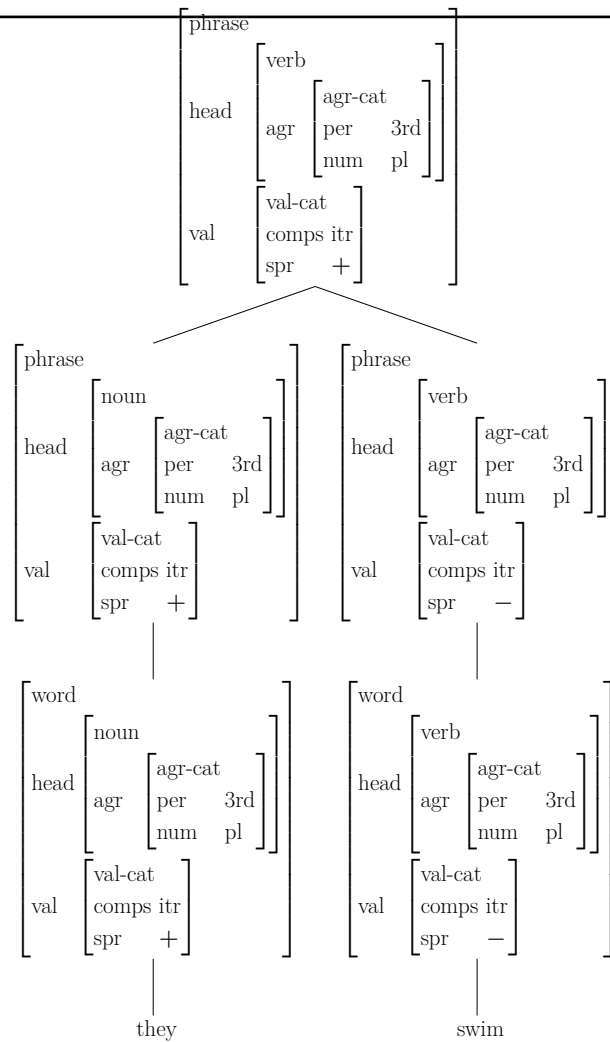 phrase
verb
agr-cat
head
agr per 3rd
num pl
val-cat
val comps itr
spr +
phrase
noun
agr-cat
head
agr per 3rd
num pl
val-cat
val comps itr
spr +
phrase
verb
agr-cat
head
agr per 3rd
num pl
val-cat
val comps itr
spr −
word
noun
agr-cat
head
agr per 3rd
num pl
val-cat
val comps itr
spr +
word
verb
agr-cat
head
agr per 3rd
num pl
val-cat
val comps itr
spr −
they
swim